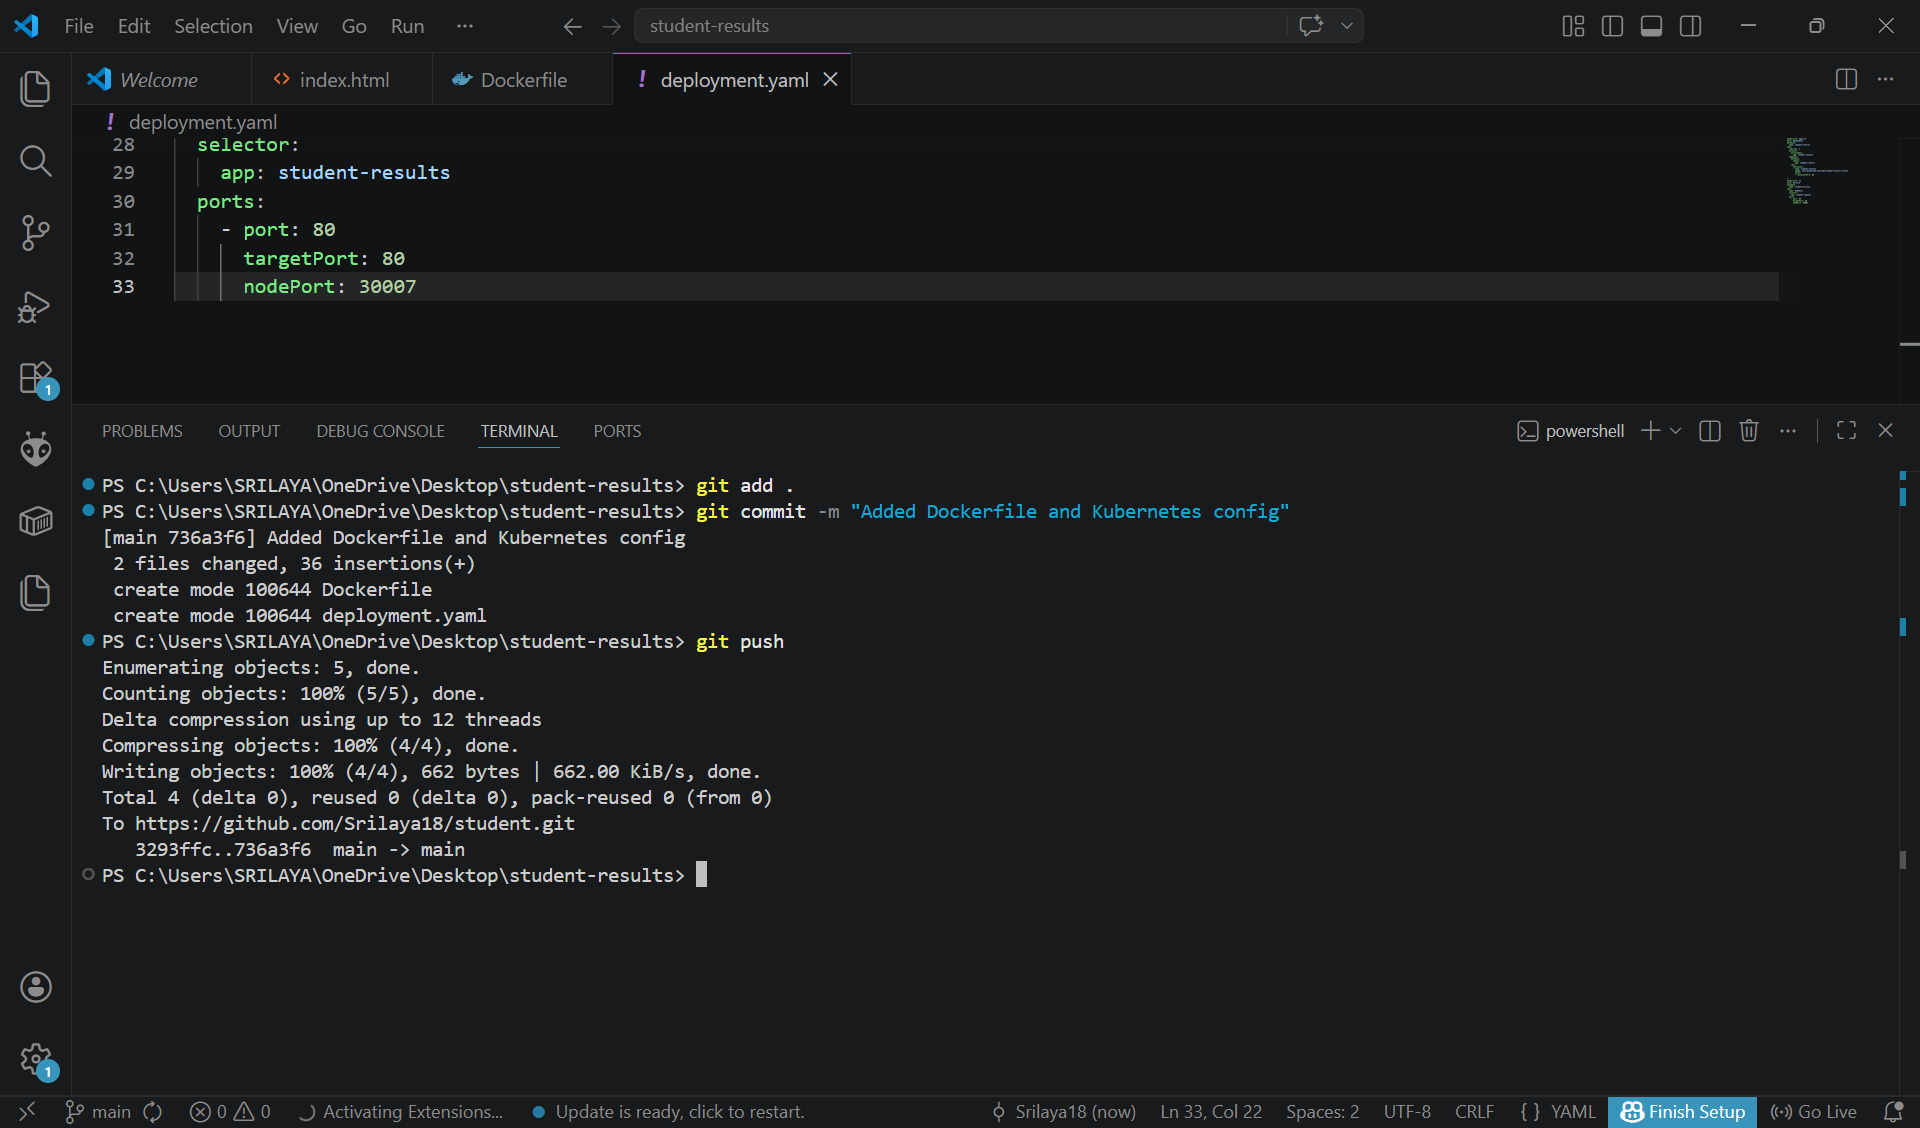 File Edit Selection View Go Run ··· student-results
Welcome index.html Dockerfile ! deployment.yaml
! deployment.yaml
28 selector:
29 app: student-results
30 ports:
31 - port: 80
32 targetPort: 80
33 nodePort: 30007
1
PROBLEMS OUTPUT DEBUG CONSOLE TERMINAL PORTS powershell
PS C:\Users\SRILAYA\OneDrive\Desktop\student-results> git add .
PS C:\Users\SRILAYA\OneDrive\Desktop\student-results> git commit -m "Added Dockerfile and Kubernetes config"
[main 736a3f6] Added Dockerfile and Kubernetes config
2 files changed, 36 insertions(+)
create mode 100644 Dockerfile
create mode 100644 deployment.yaml
PS C:\Users\SRILAYA\OneDrive\Desktop\student-results> git push
Enumerating objects: 5, done.
Counting objects: 100% (5/5), done.
Delta compression using up to 12 threads
Compressing objects: 100% (4/4), done.
Writing objects: 100% (4/4), 662 bytes | 662.00 KiB/s, done.
Total 4 (delta 0), reused 0 (delta 0), pack-reused 0 (from 0)
To https://github.com/Srilaya18/student.git
3293ffc..736a3f6 main -> main
PS C:\Users\SRILAYA\OneDrive\Desktop\student-results>
1
main 0 0 Activating Extensions... Update is ready, click to restart. Srilaya18 (now) Ln 33, Col 22 Spaces: 2 UTF-8 CRLF { } YAML Finish Setup Go Live